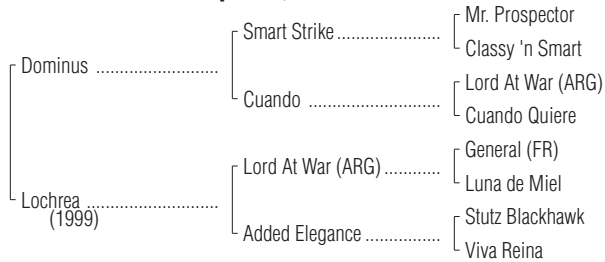 Mr. Prospector
Smart Strike ....................
Classy 'n Smart
Dominus ........................
Lord At War (ARG)
Cuando .........................
Cuando Quiere
General (FR)
Lord At War (ARG) ............
Luna de Miel
Lochrea ..........................
(1999)
Stutz Blackhawk
Added Elegance ...............
Viva Reina